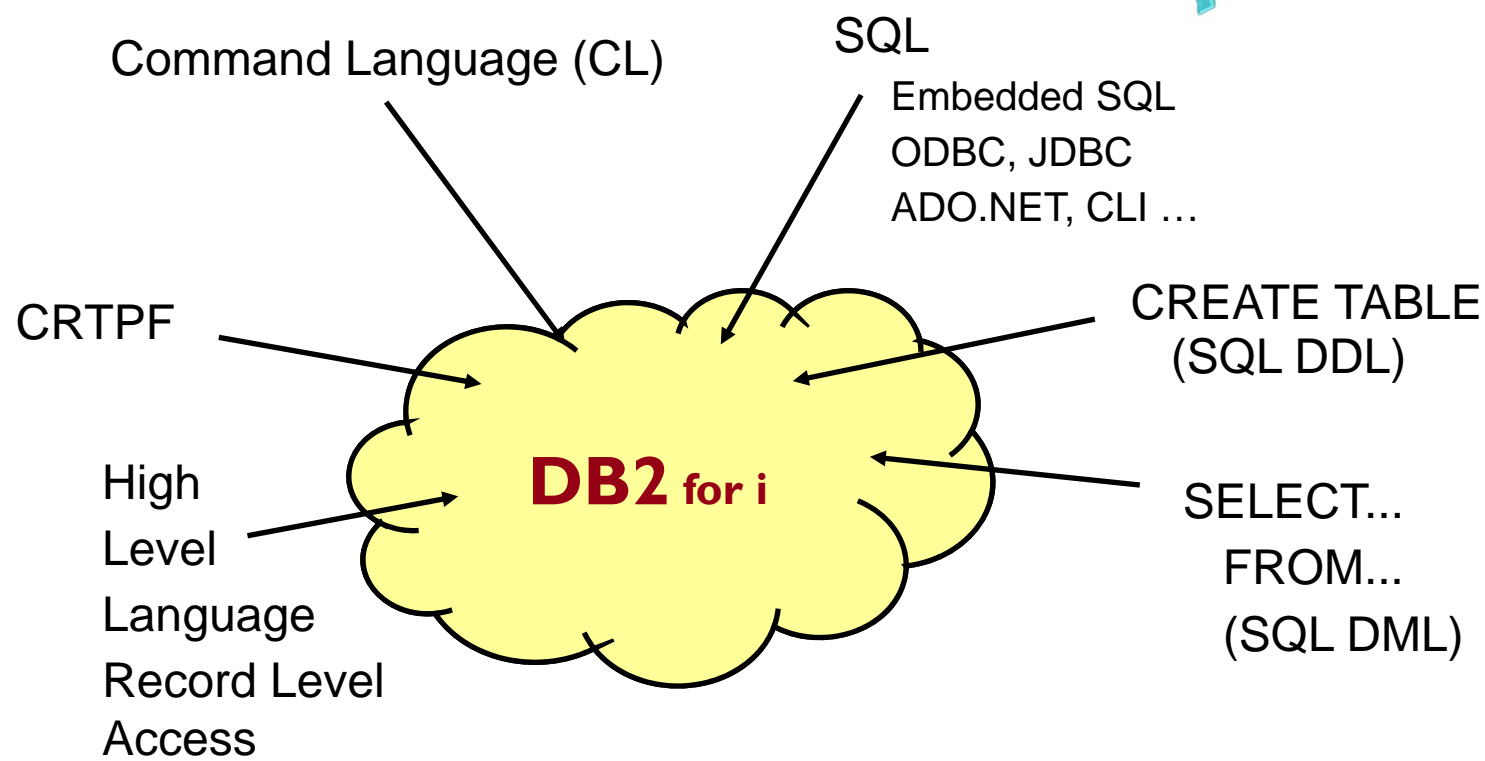 Command Language (CL)
SQL
Embedded SQL
ODBC, JDBC
ADO.NET, CLI …
CRTPF
CREATE TABLE
(SQL DDL)
High
Level
Language
Record Level
Access
DB2 for i
SELECT...
FROM...
(SQL DML)